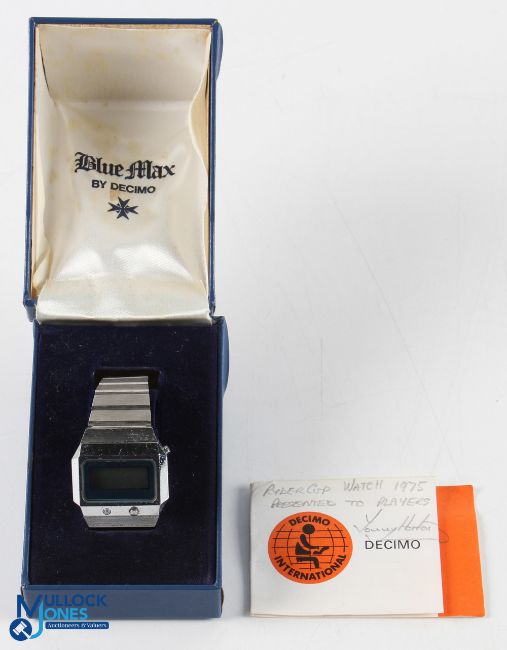 Blue Max
BY DECIMO
RYDER CUP WATCH 1975
PRESENTED TO PLAYERS
DECIMO
INTERNATIONAL
DECIMO
MULLOCK
JONES
Auctioneers & Valuers